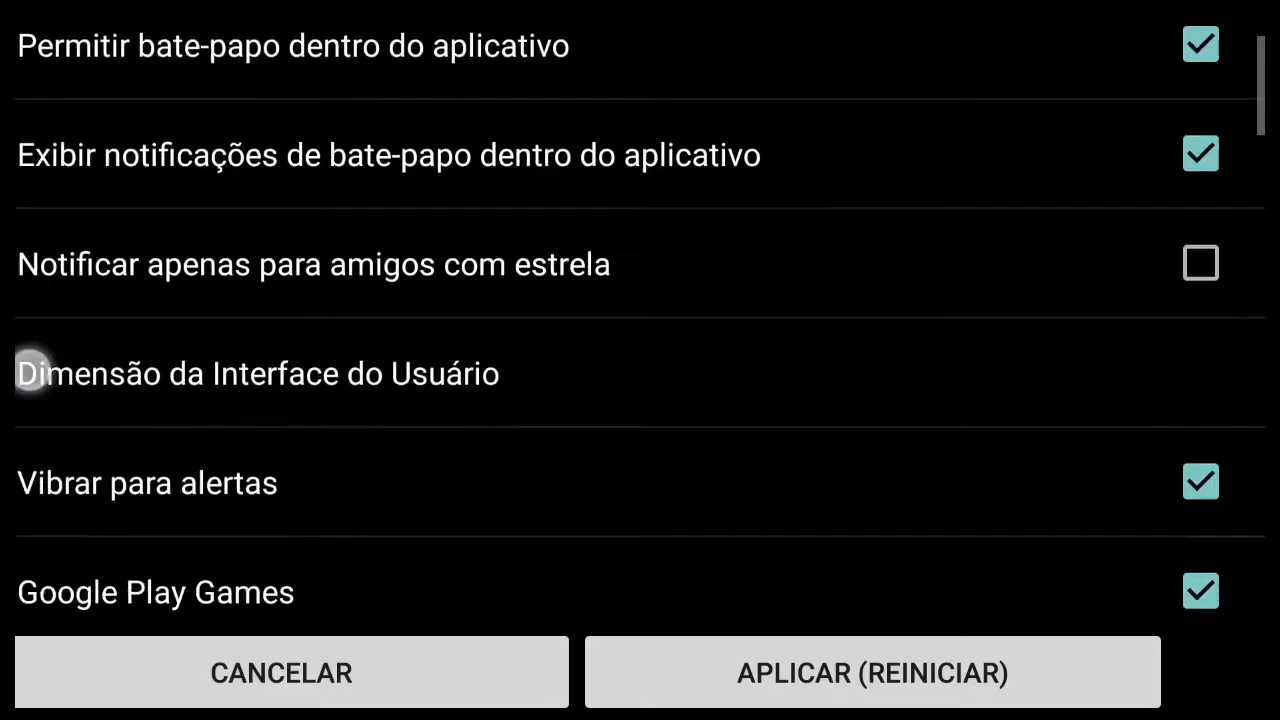 Permitir bate-papo dentro do aplicativo
Exibir notificações de bate-papo dentro do aplicativo
Notificar apenas para amigos com estrela
Dimensão da Interface do Usuário
Vibrar para alertas
Google Play Games
CANCELAR
APLICAR (REINICIAR)